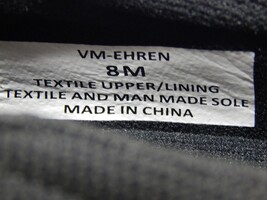 VM-EHREN
8M
TEXTILE UPPER/LINING
TEXTILE AND MAN MADE SOLE
MADE IN CHINA